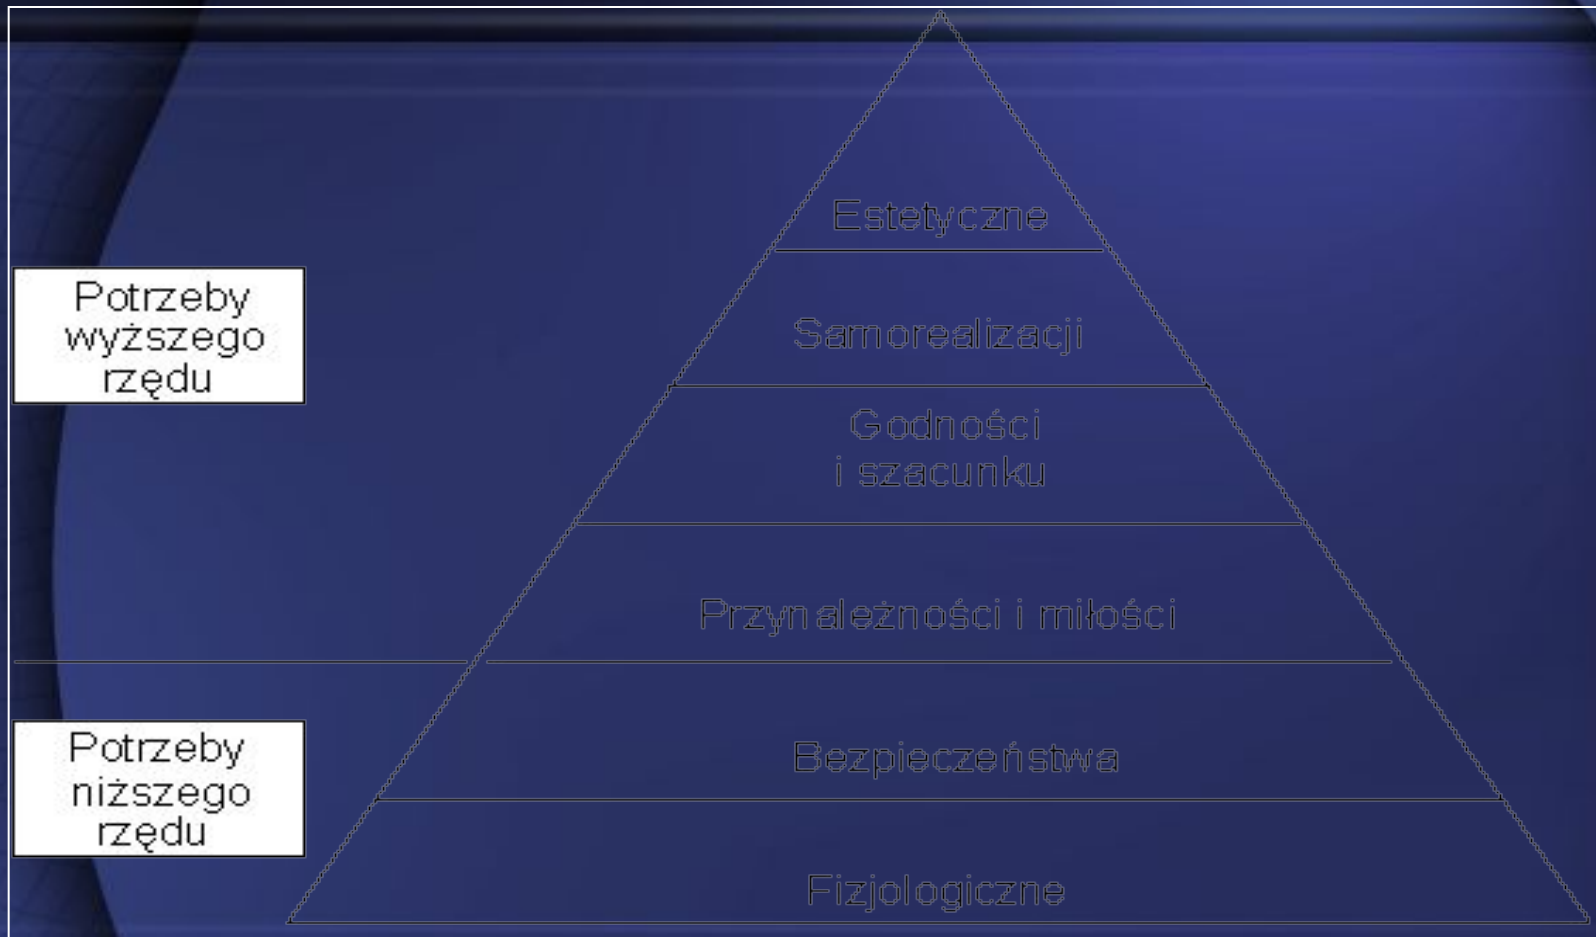 Estetyczne
Potrzeby
wyższego
rzędu
Samorealizacji
Godności
i szacunku
Przynależności i miłości
Potrzeby
niższego
rzędu
Bezpieczeństwa
Fizjologiczne